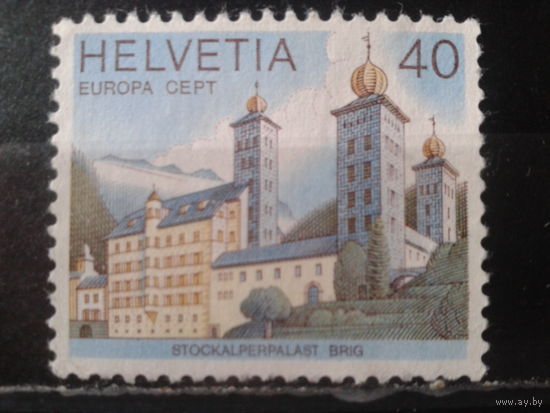 HELVETIA 40
EUROPA CEPT
STOCKALPERPALAST BRIG
© www.ay.by